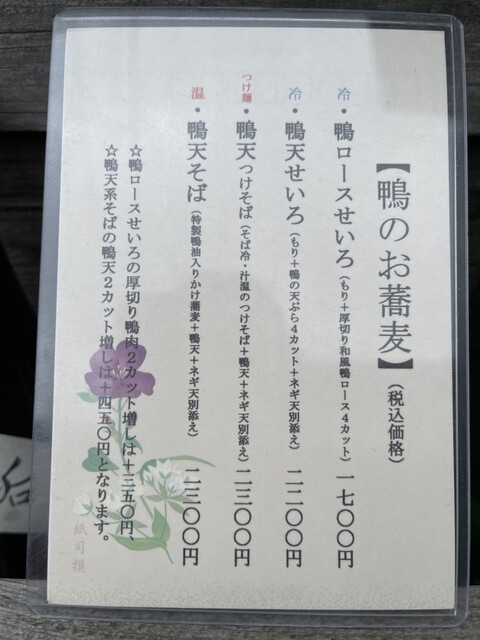 【鴨のお蕎麦】（税込価格）
冷・鴨ロースせいろ（もり＋厚切り和風鴨ロース４カット）一七〇〇円
冷・鴨天せいろ（もり＋鴨の天ぷら４カット＋ネギ天別添え）二二〇〇円
つけ麺・鴨天つけそば（そば冷・汁温のつけそば＋鴨天＋ネギ天別添え）二三〇〇円
温・鴨天そば（特製鴨油入りかけ蕎麦＋鴨天＋ネギ天別添え）二三〇〇円
☆鴨ロースせいろの厚切り鴨肉２カット増しは＋三五〇円、
☆鴨天系そばの鴨天２カット増しは＋四五〇円となります。
紙司撰